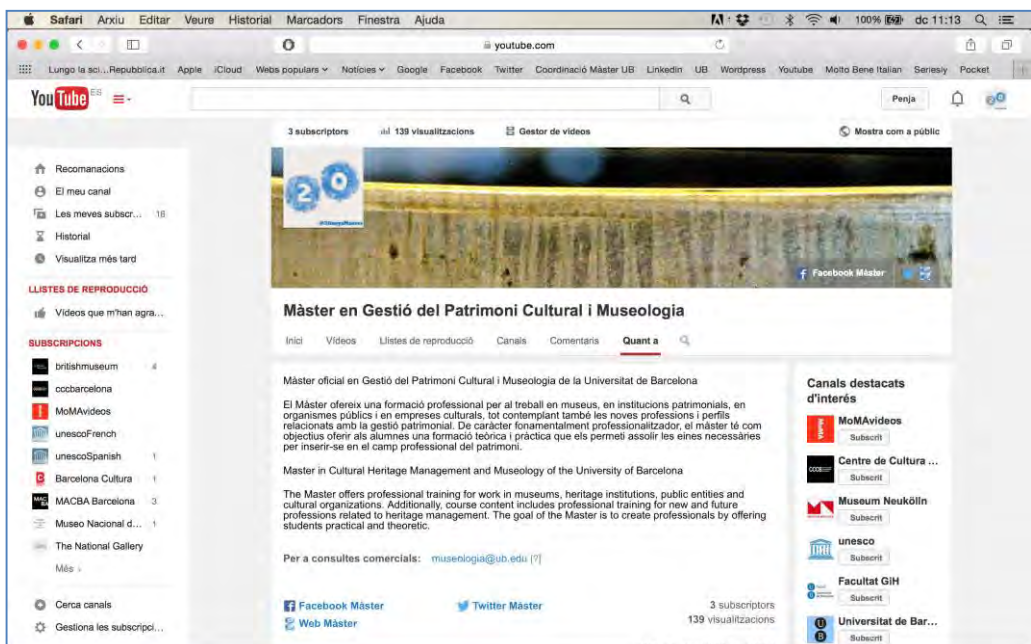 Safari Arxiu Editar Veure Historial Marcadors Finestra Ajuda 100% dc 11:13
youtube.com
Lungo la sci...Repubblica.it Apple iCloud Webs populars Notícies Google Facebook Twitter Coordinació Màster UB Linkedin UB Wordpress Youtube Molto Bene Italian Seriesly Pocket
YouTube ES Penja
3 subscriptors 139 visualitzacions Gestor de vídeos Mostra com a públic
Recomanacions
El meu canal
Les meves subscr... 16
Historial
Visualitza més tard
LLISTES DE REPRODUCCIÓ
Vídeos que m'han agra...
SUBSCRIPCIONS
britishmuseum 4
cccbarcelona
MoMAvideos
unescoFrench
unescoSpanish 1
Barcelona Cultura 1
MACBA Barcelona 3
Museo Nacional d... 1
The National Gallery
Més
Cerca canals
Gestiona les subscripci...
20
Facebook Màster
Màster en Gestió del Patrimoni Cultural i Museologia
Inici Vídeos Llistes de reproducció Canals Comentaris Quant a
Màster oficial en Gestió del Patrimoni Cultural i Museologia de la Universitat de Barcelona
El Màster ofereix una formació professional per al treball en museus, en institucions patrimonials, en
organismes públics i en empreses culturals, tot contemplant també les noves professions i perfils
relacionats amb la gestió patrimonial. De caràcter fonamentalment professionalitzador, el màster té com
objectius oferir als alumnes una formació teòrica i pràctica que els permeti assolir les eines necessàries
per inserir-se en el camp professional del patrimoni.
Master in Cultural Heritage Management and Museology of the University of Barcelona
The Master offers professional training for work in museums, heritage institutions, public entities and
cultural organizations. Additionally, course content includes professional training for new and future
professions related to heritage management. The goal of the Master is to create professionals by offering
students practical and theoretic.
Per a consultes comercials: museologia@ub.edu [?]
Facebook Màster Twitter Màster 3 subscriptors
Web Màster 139 visualitzacions
Canals destacats
d'interés
MoMAvideos
Subscrit
Centre de Cultura ...
Subscrit
Museum Neukölln
Subscrit
unesco
Subscrit
Facultat GiH
Subscrit
Universitat de Bar...
Subscrit